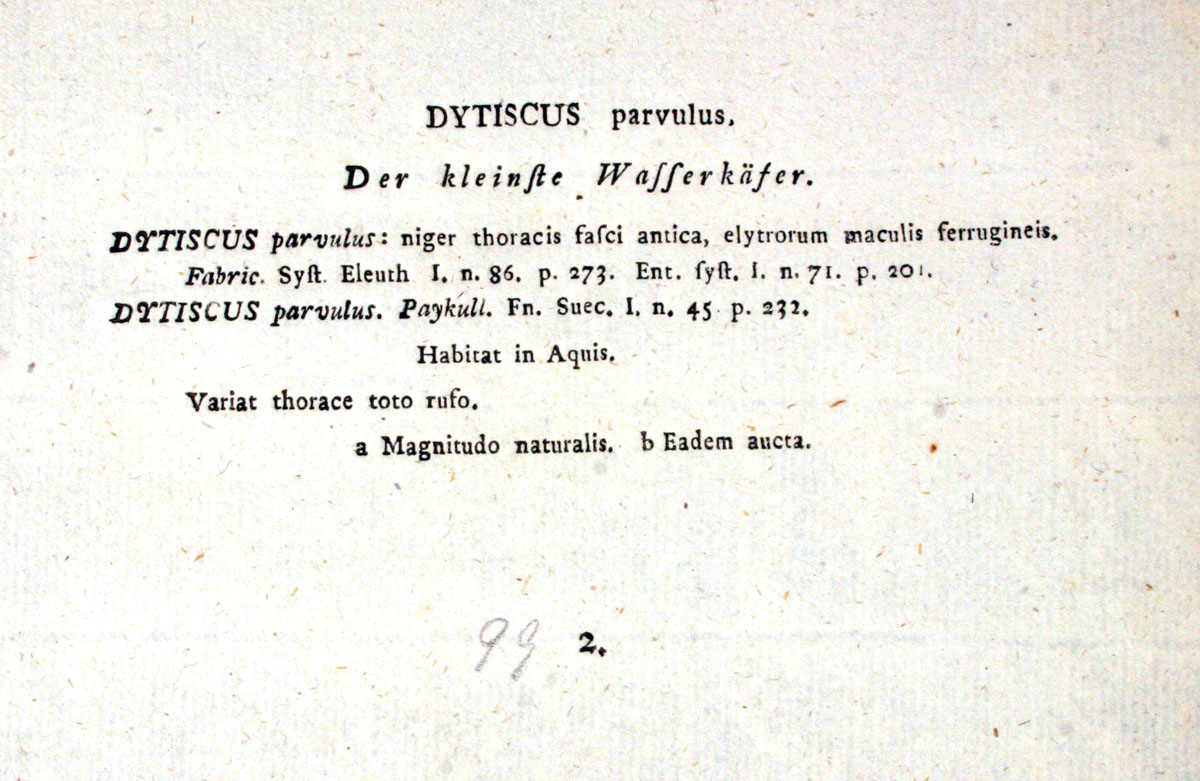 DYTISCUS parvulus.
Der kleinſte Waſſerkäfer.
DYTISCUS parvulus: niger thoracis faſci antica, elytrorum maculis ferrugineis.
Fabric. Syſt. Eleuth I. n. 86. p. 273. Ent. ſyſt. I. n. 71. p. 201.
DYTISCUS parvulus. Paykull. Fn. Suec. I. n. 45 p. 232.
Habitat in Aquis.
Variat thorace toto rufo.
a Magnitudo naturalis. b Eadem aucta.
99 2.